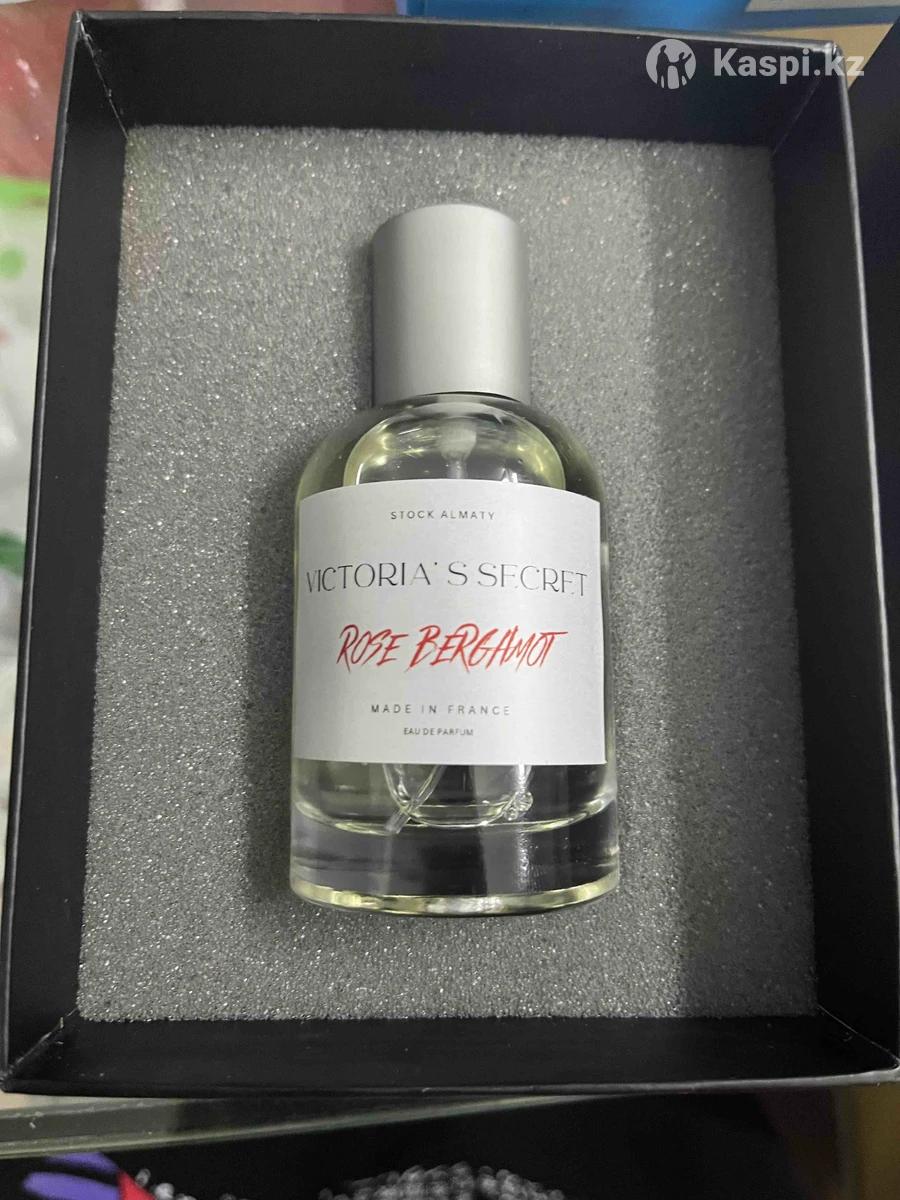 Kaspi.kz
STOCK ALMATY
VICTORIA' S SECRET
ROSE BERGAMOT
MADE IN FRANCE
EAU DE PARFUM